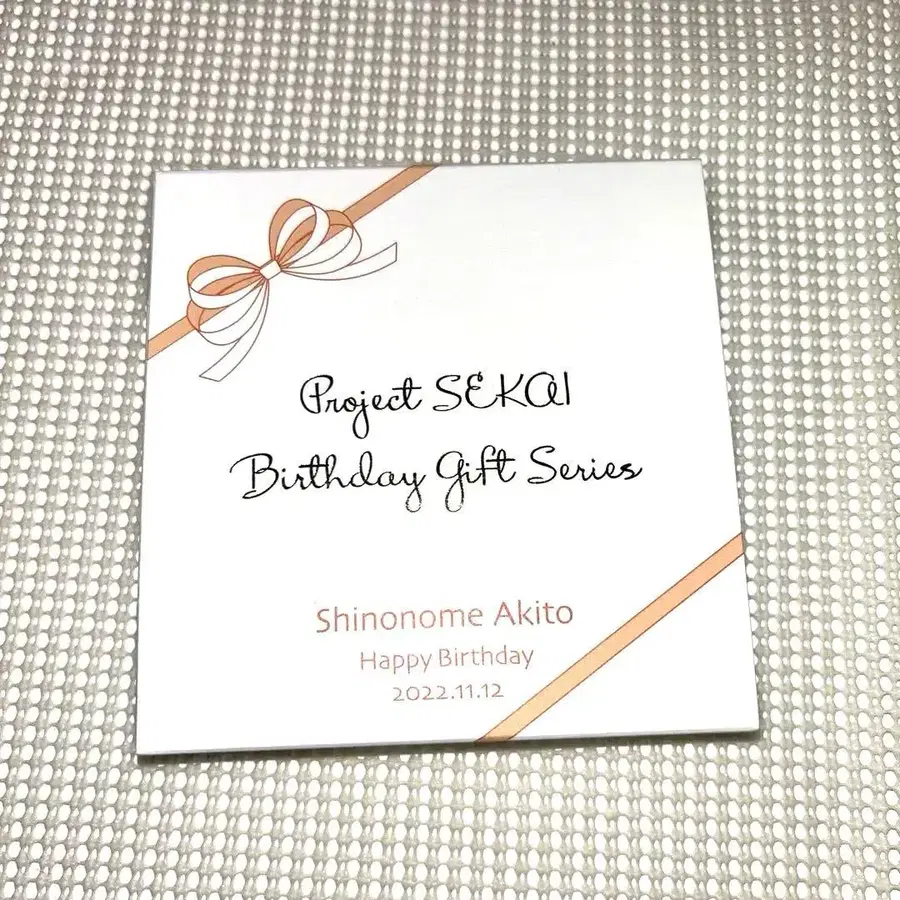 Project SEKAI
Birthday Gift Series
Shinonome Akito
Happy Birthday
2022.11.12